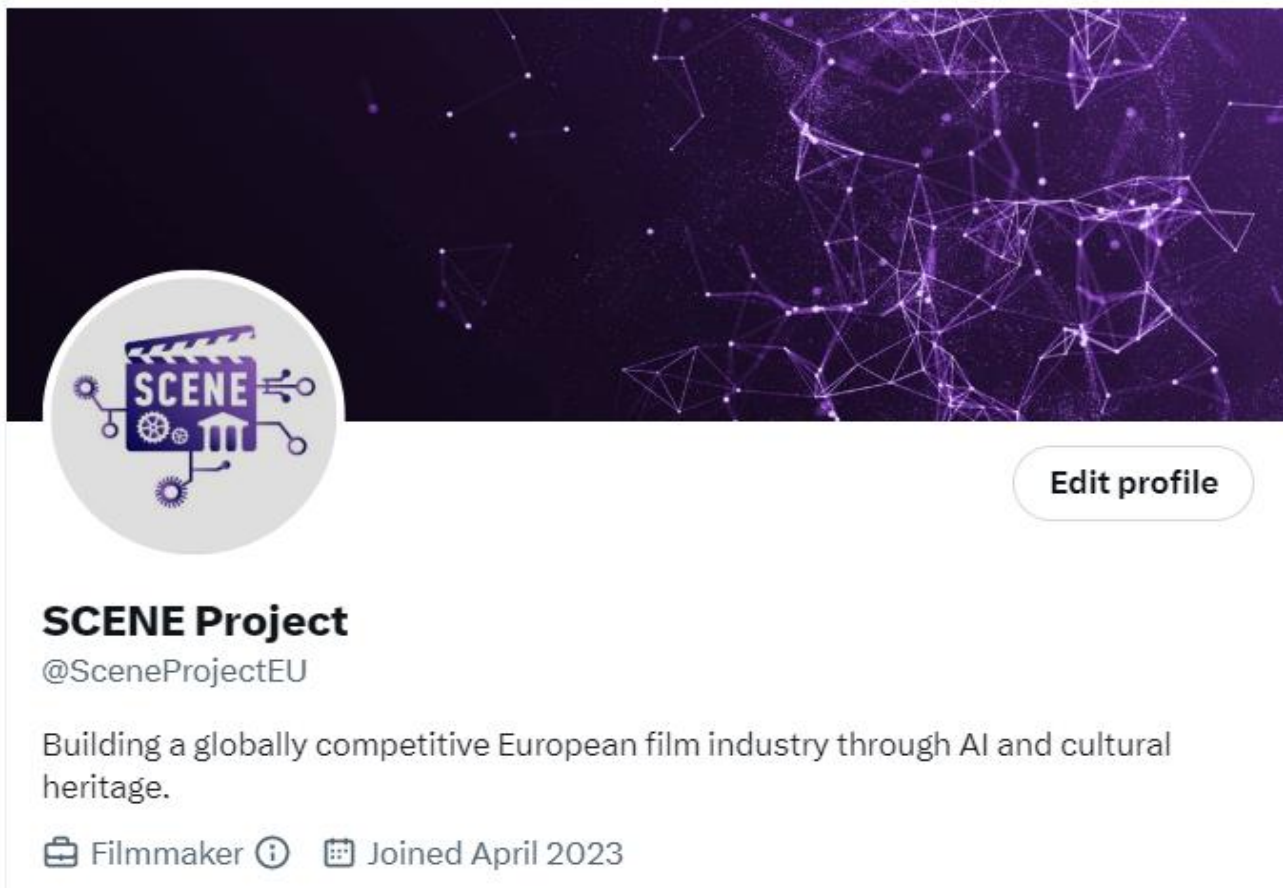 SCENE
Edit profile
SCENE Project
@SceneProjectEU
Building a globally competitive European film industry through AI and cultural
heritage.
Filmmaker Joined April 2023